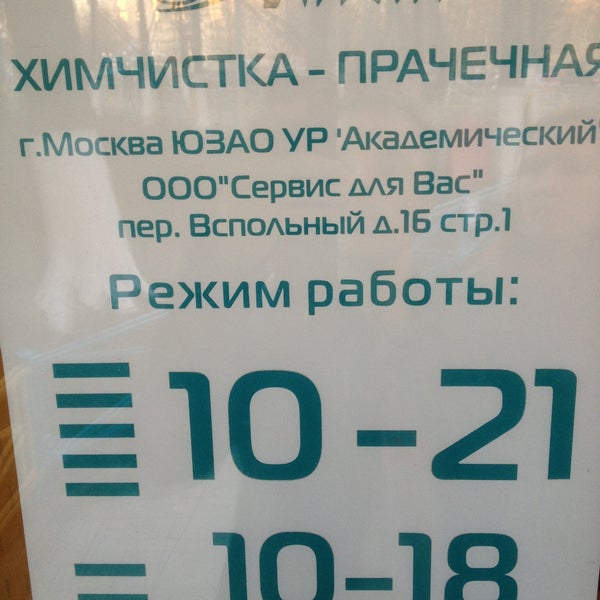 ХИМЧИСТКА - ПРАЧЕЧНАЯ
г.Москва ЮЗАО УР "Академический"
ООО"Сервис для Вас"
пер. Вспольный д.16 стр.1
Режим работы:
10-21
10-18